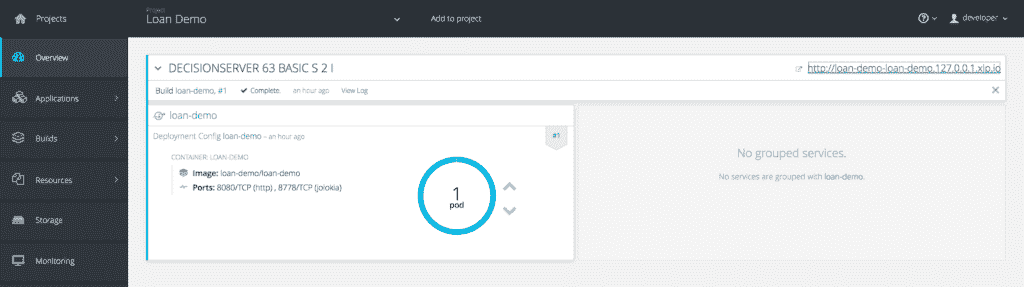 Projects
Project
Loan Demo
Add to project
developer
Overview
Applications
Builds
Resources
Storage
Monitoring
DECISIONSERVER 63 BASIC S 2 I
http://loan-demo-loan-demo.127.0.0.1.xip.io
Build loan-demo, #1 Complete. an hour ago View Log
loan-demo
Deployment Config loan-demo – an hour ago
#1
CONTAINER: LOAN-DEMO
Image: loan-demo/loan-demo
Ports: 8080/TCP (http) , 8778/TCP (jolokia)
1
pod
No grouped services.
No services are grouped with loan-demo.